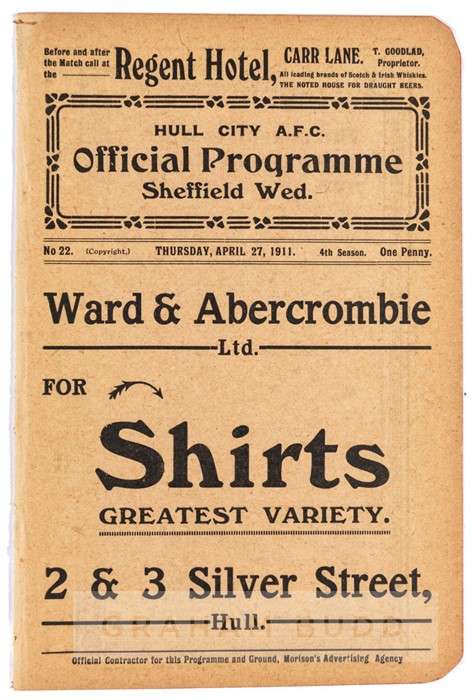 Before and after
the Match call at
the
Regent Hotel,
CARR LANE.
T. GOODLAD,
Proprietor.
All leading brands of Scotch & Irish Whiskies.
THE NOTED HOUSE FOR DRAUGHT BEERS.
HULL CITY A.F.C.
Official Programme
Sheffield Wed.
No 22. (Copyright.) THURSDAY, APRIL 27, 1911. 4th Season. One Penny.
Ward & Abercrombie
Ltd.
FOR
Shirts
GREATEST VARIETY.
2 & 3 Silver Street,
Hull.
GRAHAM BUDD
Official Contractor for this Programme and Ground, Morison's Advertising Agency